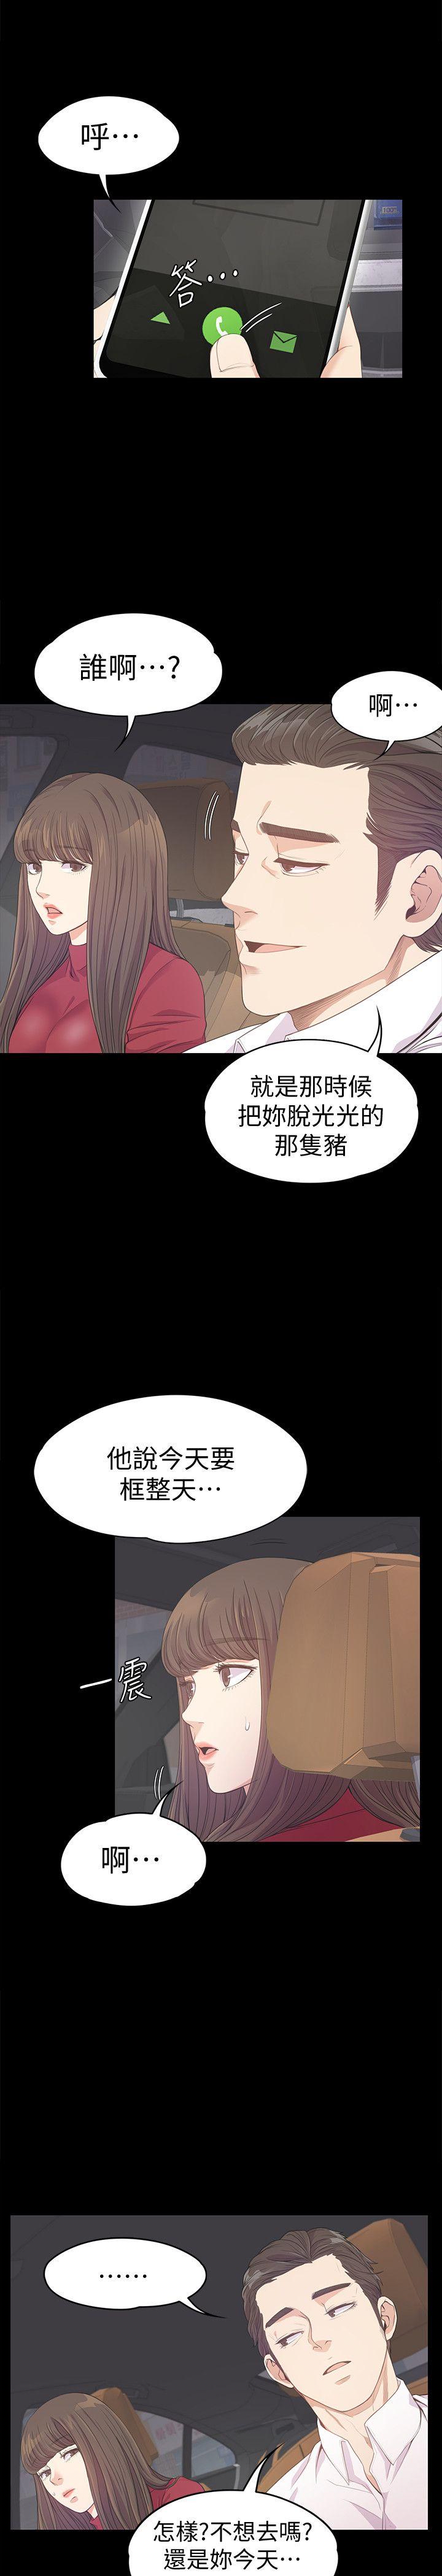 呼⋯
答⋯
誰啊⋯?
啊⋯
就是那時候
把妳脫光光的
那隻豬
他說今天要
框整天⋯
震
啊⋯
⋯⋯
怎樣?不想去嗎?
還是妳今天⋯